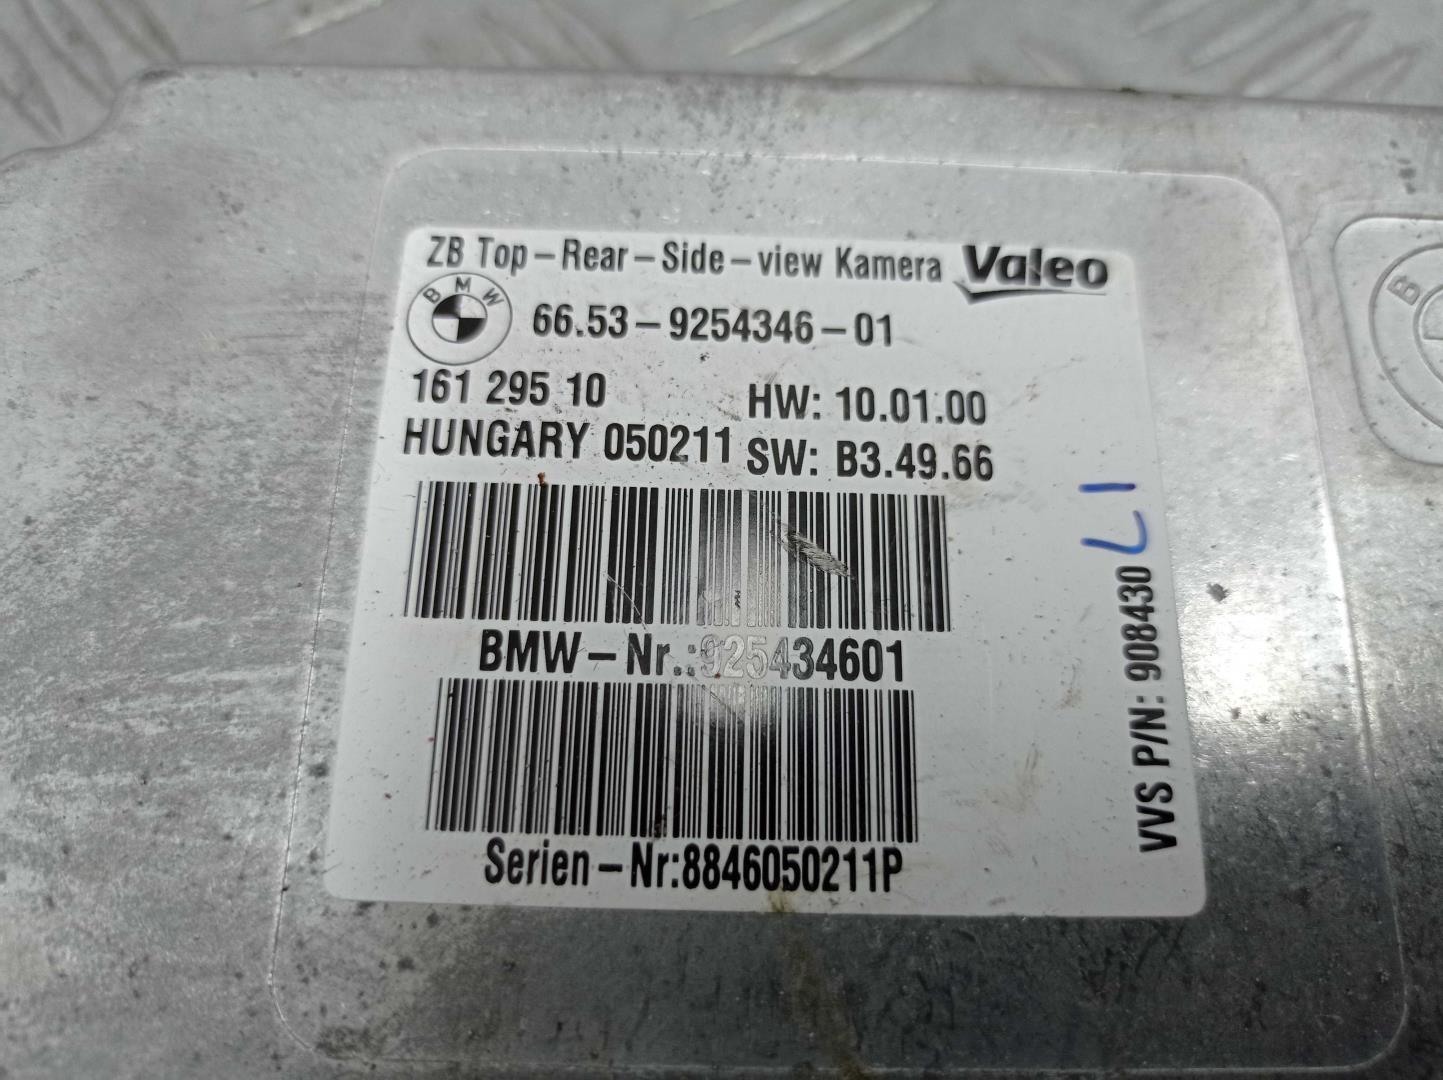 ZB Top-Rear-Side-view Kamera Valeo
BMW
66.53-9254346-01
161 295 10 HW: 10.01.00
HUNGARY 050211 SW: B3.49.66
BMW-Nr.:925434601
Serien-Nr:8846050211P
VVS P/N: 908430
B